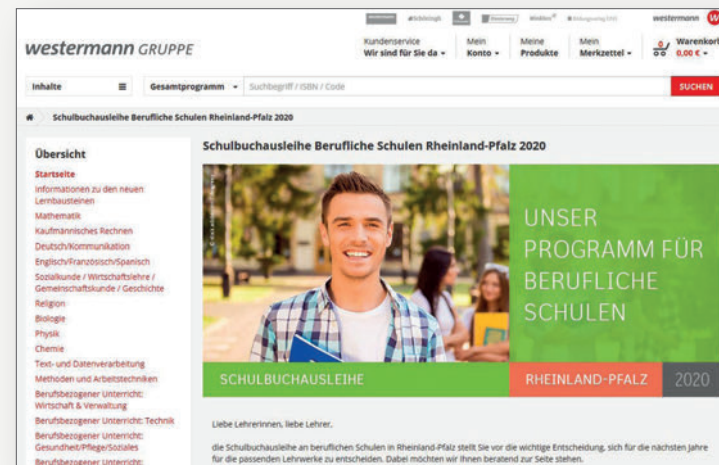 westermann GRUPPE
Schöningh
westermann
Kundenservice
Wir sind für Sie da
Mein
Konto
Meine
Produkte
Mein
Merkzettel
0
Warenkorb
0,00 €
Inhalte
Gesamtprogramm
Suchbegriff / ISBN / Code
SUCHEN
Schulbuchausleihe Berufliche Schulen Rheinland-Pfalz 2020
Übersicht
Startseite
Informationen zu den neuen
Lernbausteinen
Mathematik
Kaufmännisches Rechnen
Deutsch/Kommunikation
Englisch/Französisch/Spanisch
Sozialkunde / Wirtschaftslehre /
Gemeinschaftskunde / Geschichte
Religion
Biologie
Physik
Chemie
Text- und Datenverarbeitung
Methoden und Arbeitstechniken
Berufsbezogener Unterricht:
Wirtschaft & Verwaltung
Berufsbezogener Unterricht: Technik
Berufsbezogener Unterricht:
Gesundheit/Pflege/Soziales
Berufsbezogener Unterricht:
Schulbuchausleihe Berufliche Schulen Rheinland-Pfalz 2020
UNSER
PROGRAMM FÜR
BERUFLICHE
SCHULEN
SCHULBUCHAUSLEIHE
RHEINLAND-PFALZ
2020
Liebe Lehrerinnen, liebe Lehrer,
die Schulbuchausleihe an beruflichen Schulen in Rheinland-Pfalz stellt Sie vor die wichtige Entscheidung, sich für die nächsten Jahre
für die passenden Lehrwerke zu entscheiden. Dabei möchten wir Ihnen beratend zur Seite stehen.